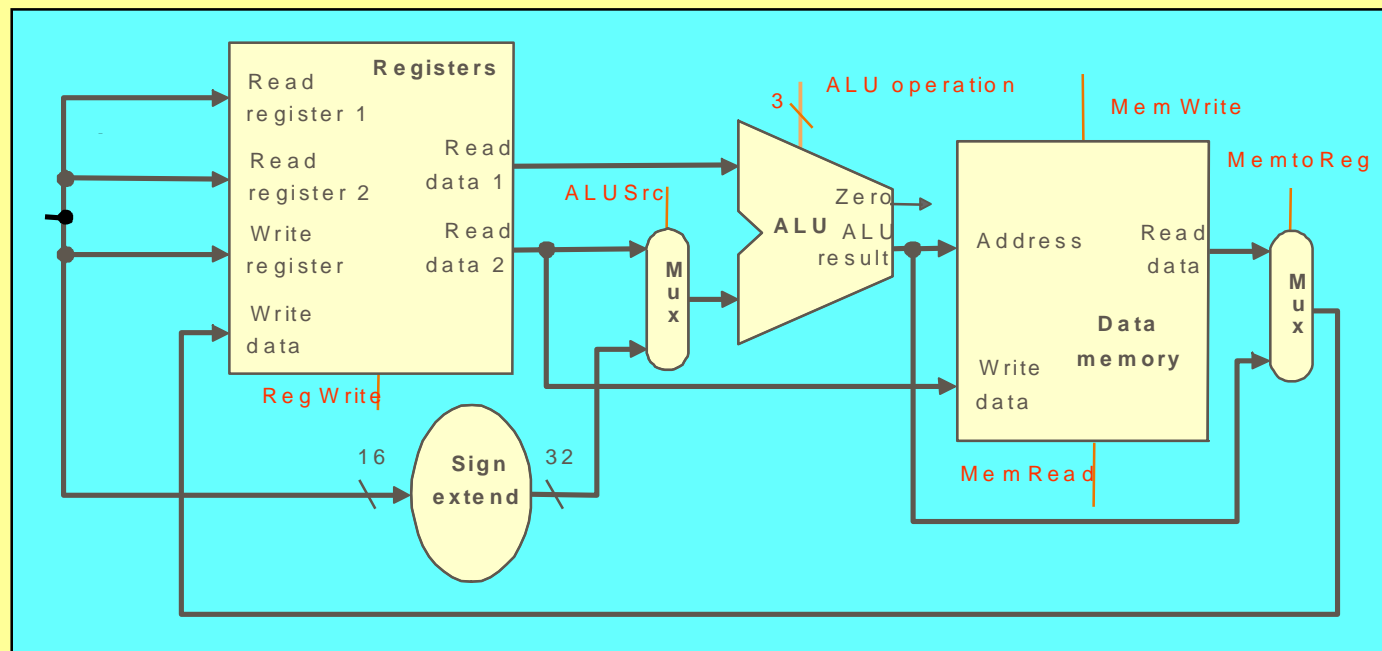 Registers
Read
register 1
Read
register 2
Write
register
Write
data
Read
data 1
Read
data 2
RegWrite
16
Sign
extend
32
ALUSrc
Mux
3
ALU operation
ALU
Zero
ALU
result
MemWrite
Address
Read
data
Data
memory
Write
data
MemRead
MemtoReg
Mux